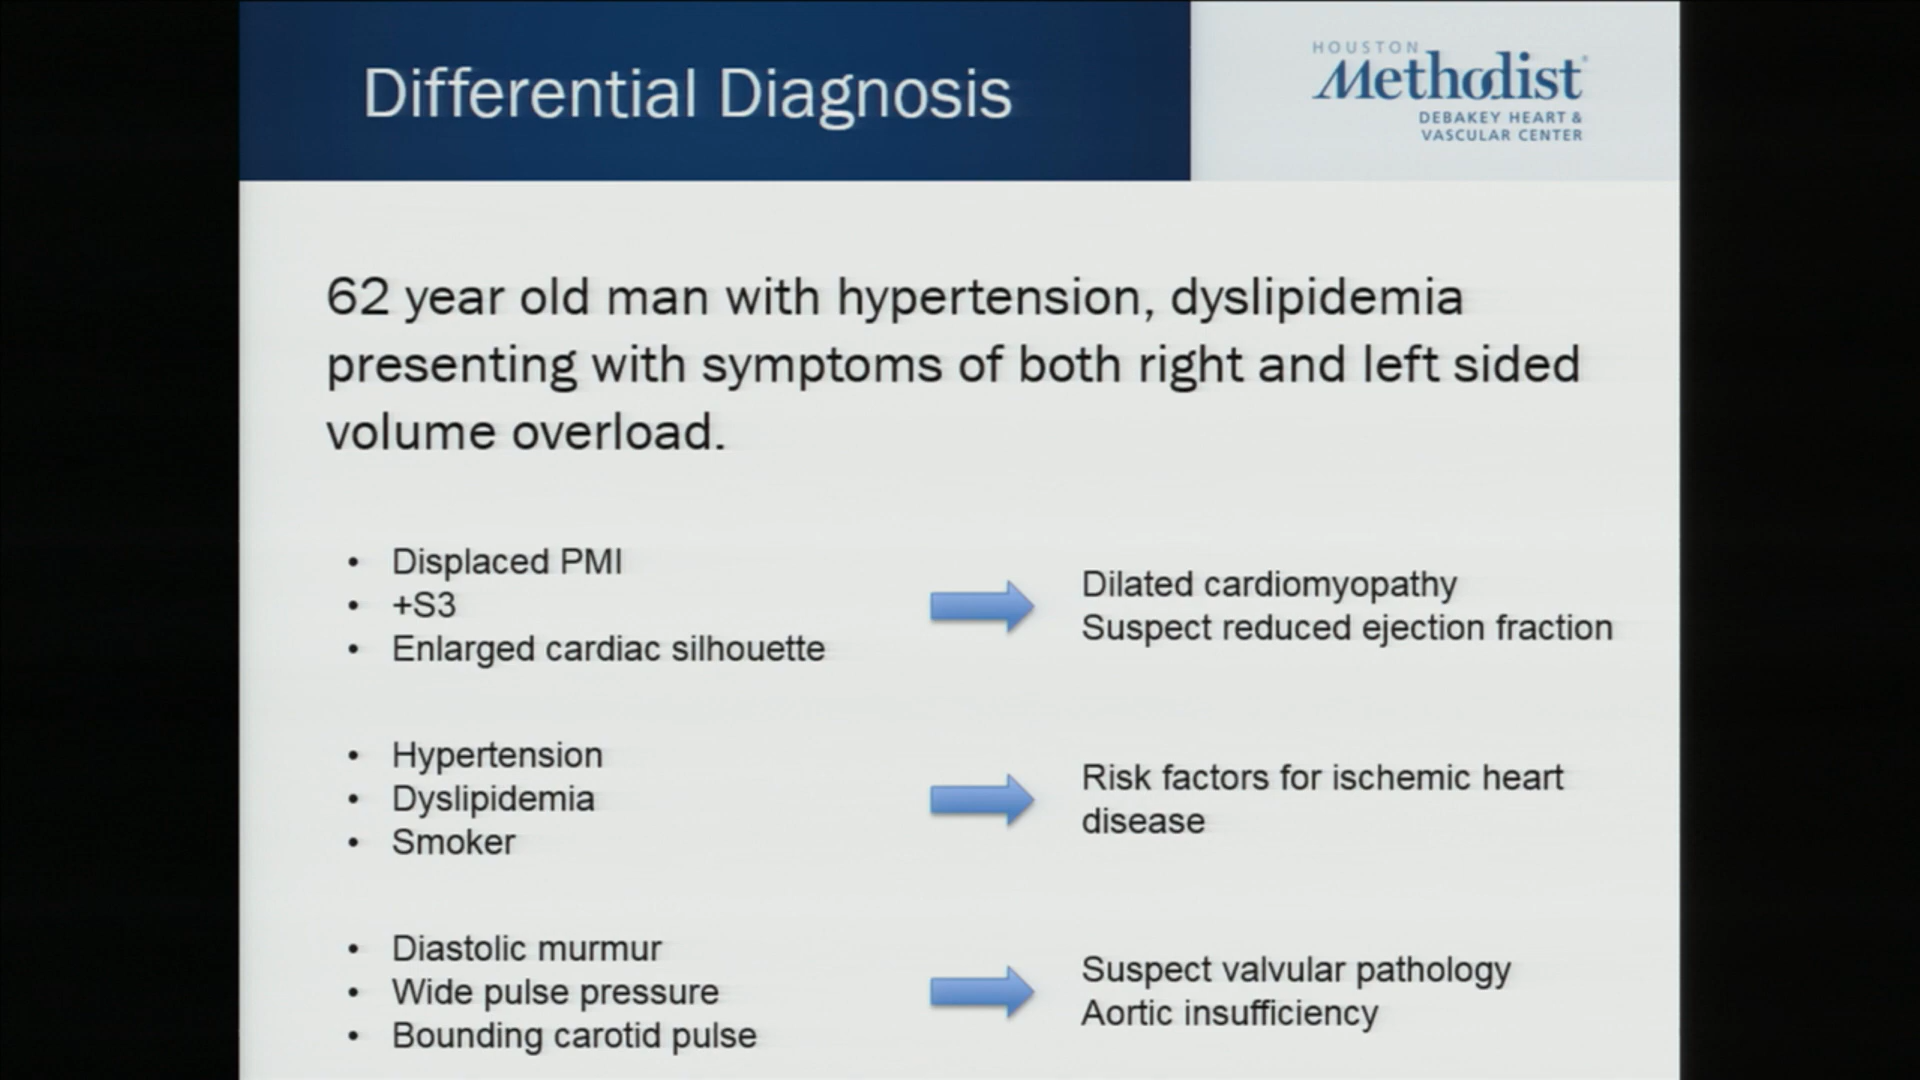 Differential Diagnosis
HOUSTON
Methodist
DEBAKEY HEART &
VASCULAR CENTER
62 year old man with hypertension, dyslipidemia
presenting with symptoms of both right and left sided
volume overload.
• Displaced PMI
• +S3
• Enlarged cardiac silhouette
Dilated cardiomyopathy
Suspect reduced ejection fraction
• Hypertension
• Dyslipidemia
• Smoker
Risk factors for ischemic heart
disease
• Diastolic murmur
• Wide pulse pressure
• Bounding carotid pulse
Suspect valvular pathology
Aortic insufficiency